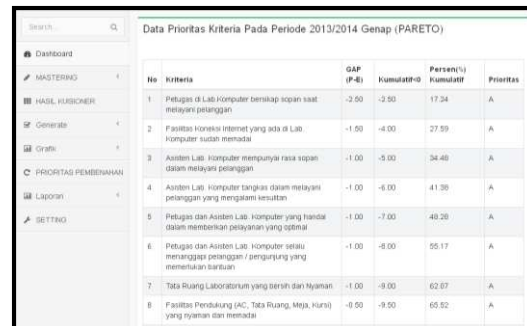 Search...
Data Prioritas Kriteria Pada Periode 2013/2014 Genap (PARETO)
Dashboard
MASTERING
HASIL KUISIONER
Generate
Grafik
PRIORITAS PEMBENAHAN
Laporan
SETTING
GAP Persen(%)
No Kriteria (P-E) Kumulatif<0 Kumulatif Prioritas
1 Petugas di Lab.Komputer bersikap sopan saat -2.50 -2.50 17.24 A
melayani pelanggan
2 Fasilitas Koneksi Internet yang ada di Lab. -1.50 -4.00 27.59 A
Komputer sudah memadai
3 Asisten Lab. Komputer mempunyai rasa sopan -1.00 -5.00 34.48 A
dalam melayani pelanggan
4 Asisten Lab. Komputer tangkas dalam melayani -1.00 -6.00 41.38 A
pelanggan yang mengalami kesulitan
5 Petugas dan Asisten Lab. Komputer yang handal -1.00 -7.00 48.28 A
dalam memberikan pelayanan yang optimal
6 Petugas dan Asisten Lab. Komputer selalu -1.00 -8.00 55.17 A
menanggapi pelanggan / pengunjung yang
memerlukan bantuan
7 Tata Ruang Laboratorium yang bersih dan Nyaman -1.00 -9.00 62.07 A
8 Fasilitas Pendukung (AC, Tata Ruang, Meja, Kursi) -0.50 -9.50 65.52 A
yang nyaman dan memadai